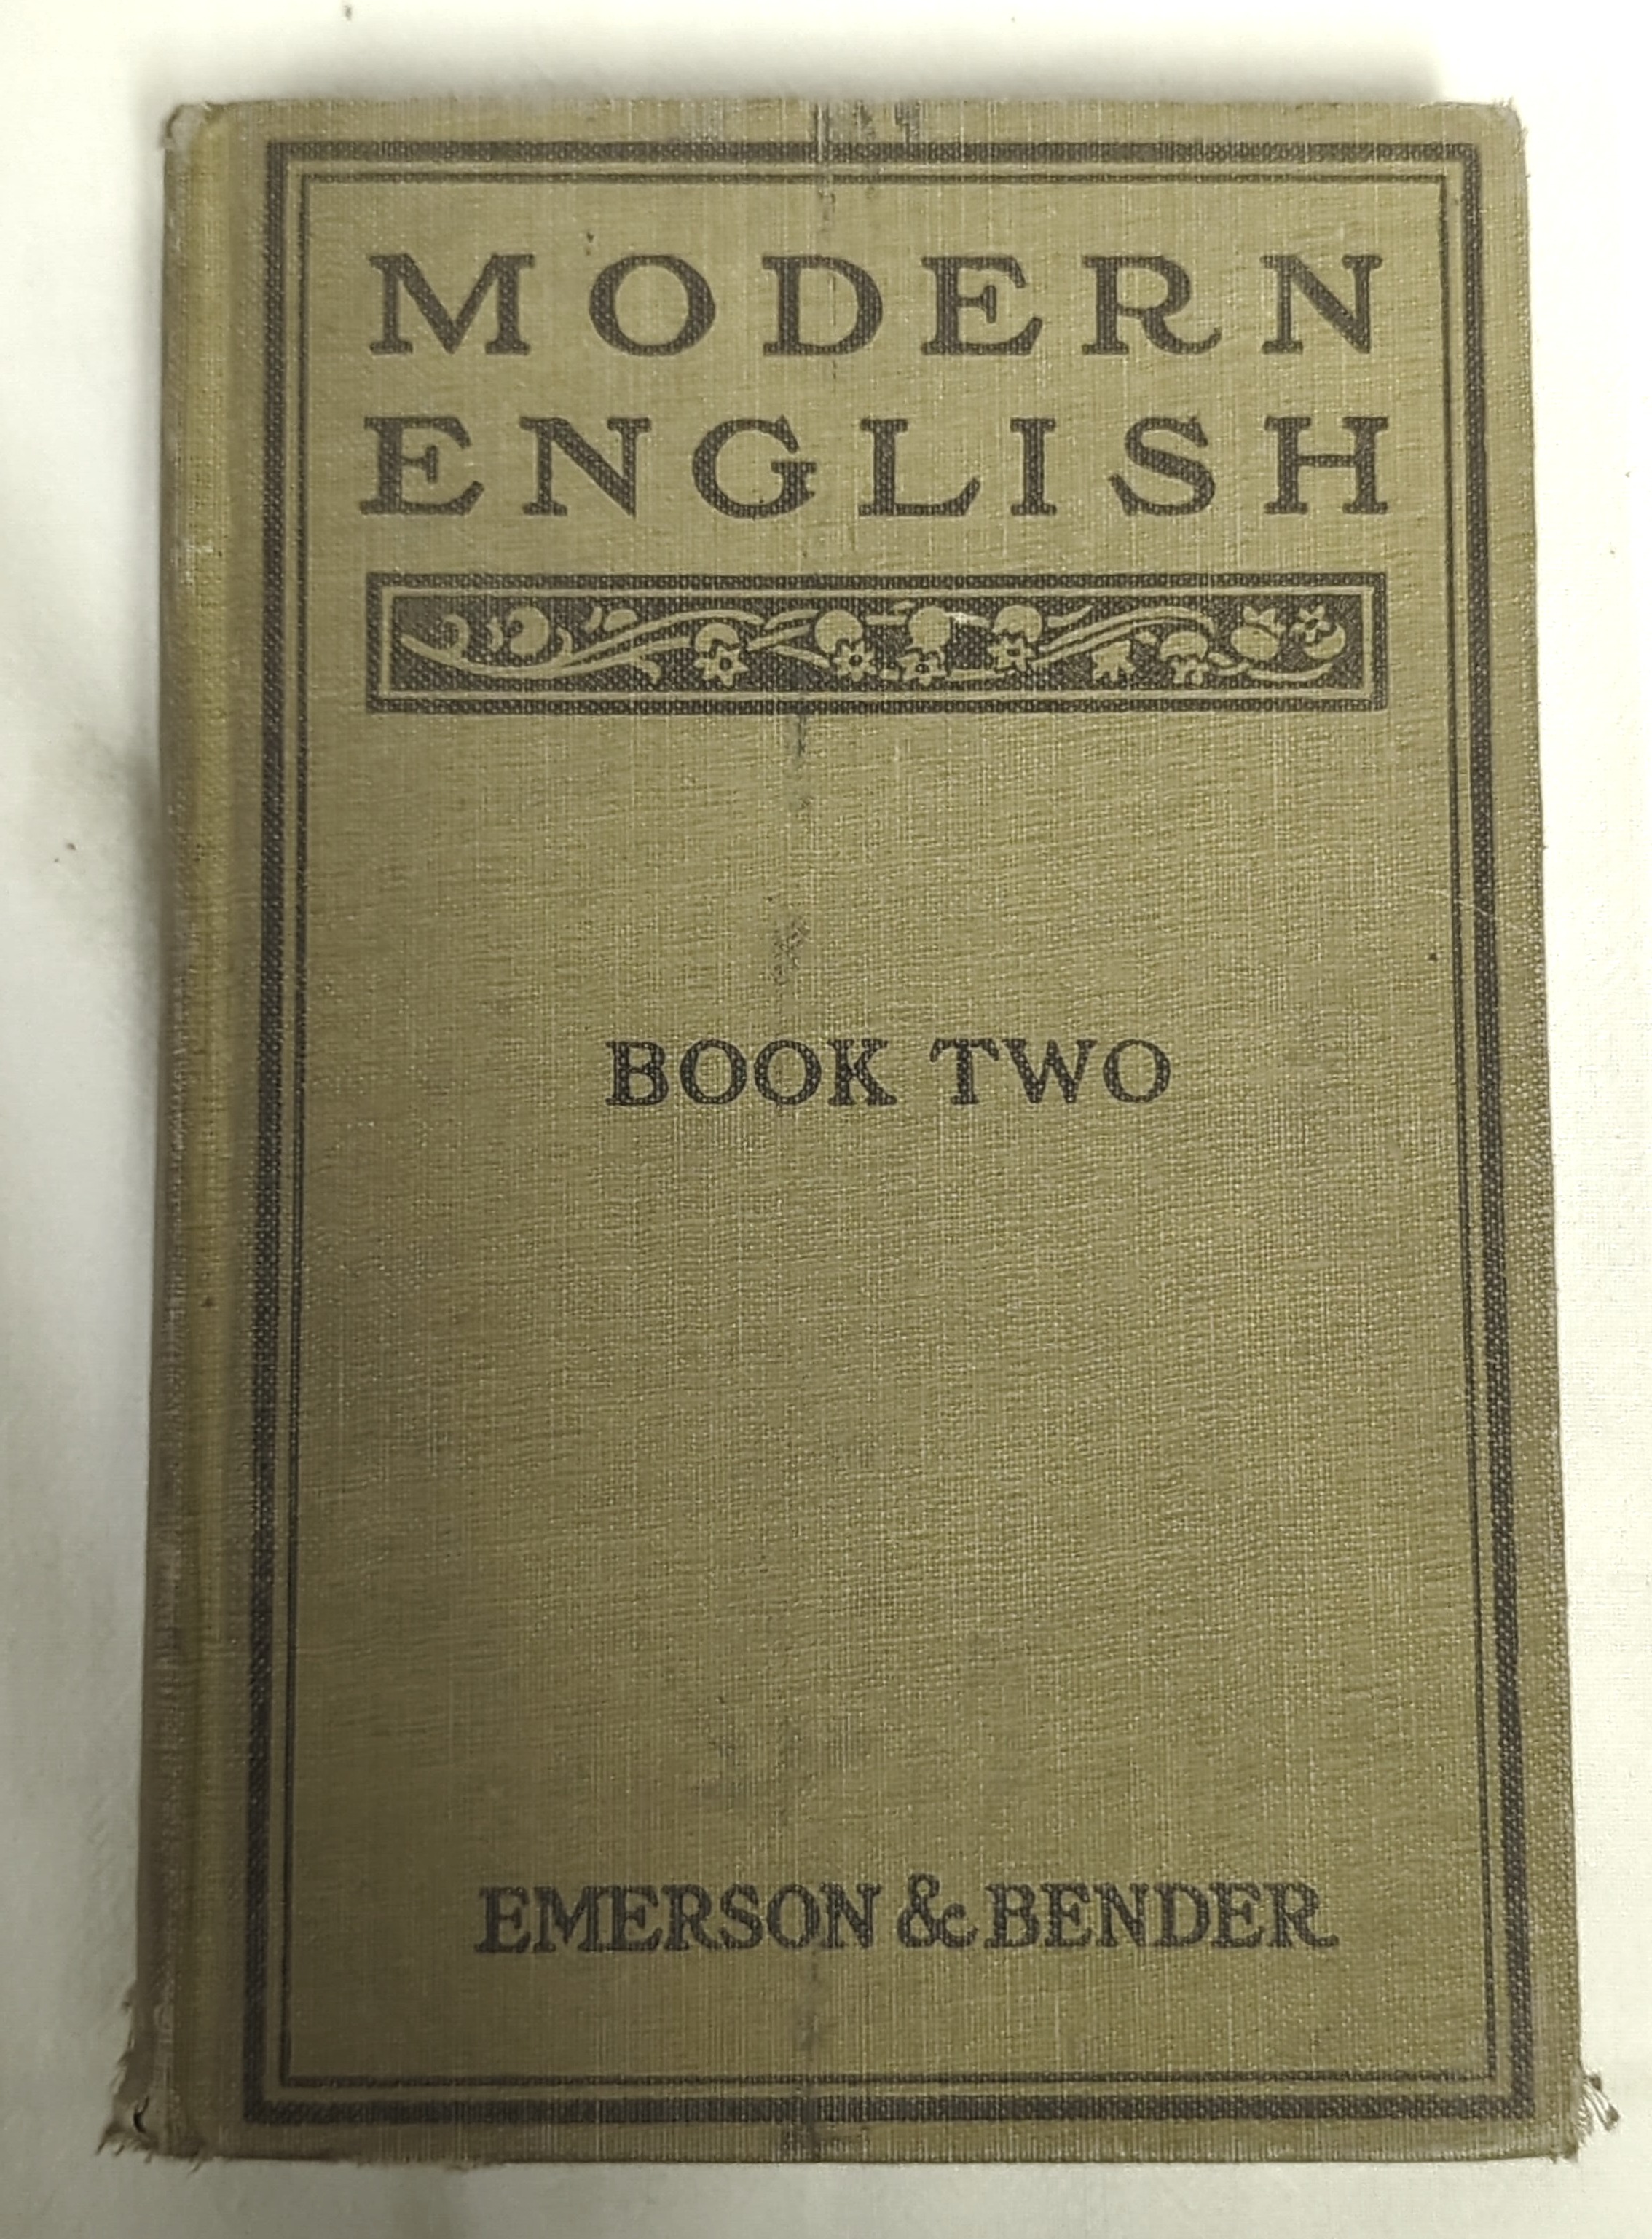 MODERN
ENGLISH
BOOK TWO
EMERSON & BENDER